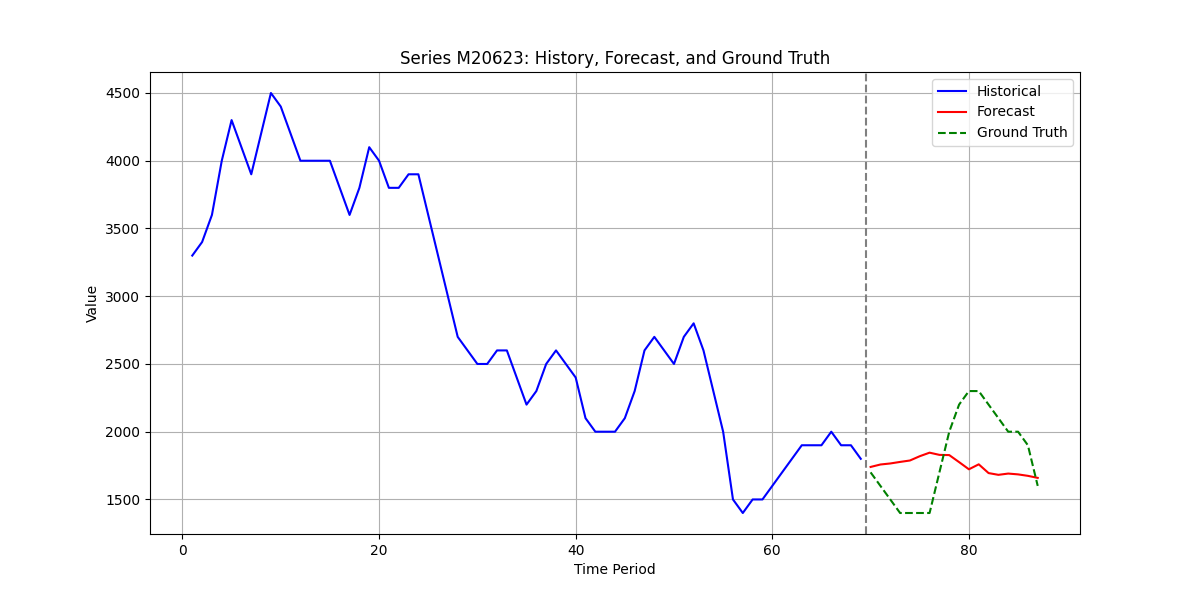 Series M20623: History, Forecast, and Ground Truth
Historical
Forecast
Ground Truth
4500
4000
3500
3000
2500
2000
1500
Value
0
20
40
60
80
Time Period